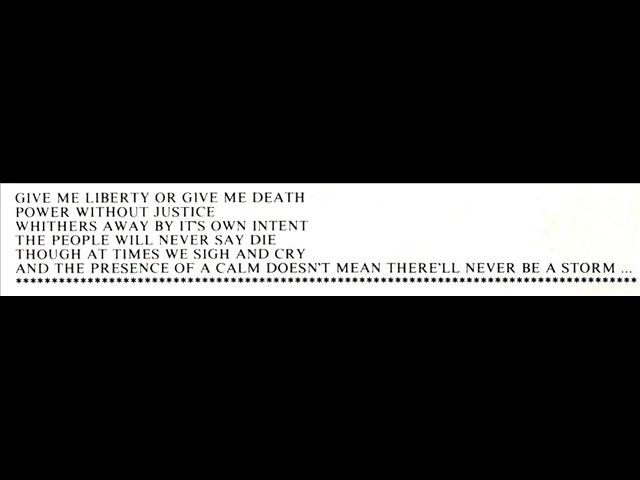 GIVE ME LIBERTY OR GIVE ME DEATH
POWER WITHOUT JUSTICE
WHITHERS AWAY BY IT'S OWN INTENT
THE PEOPLE WILL NEVER SAY DIE
THOUGH AT TIMES WE SIGH AND CRY
AND THE PRESENCE OF A CALM DOESN'T MEAN THERE'LL NEVER BE A STORM ...